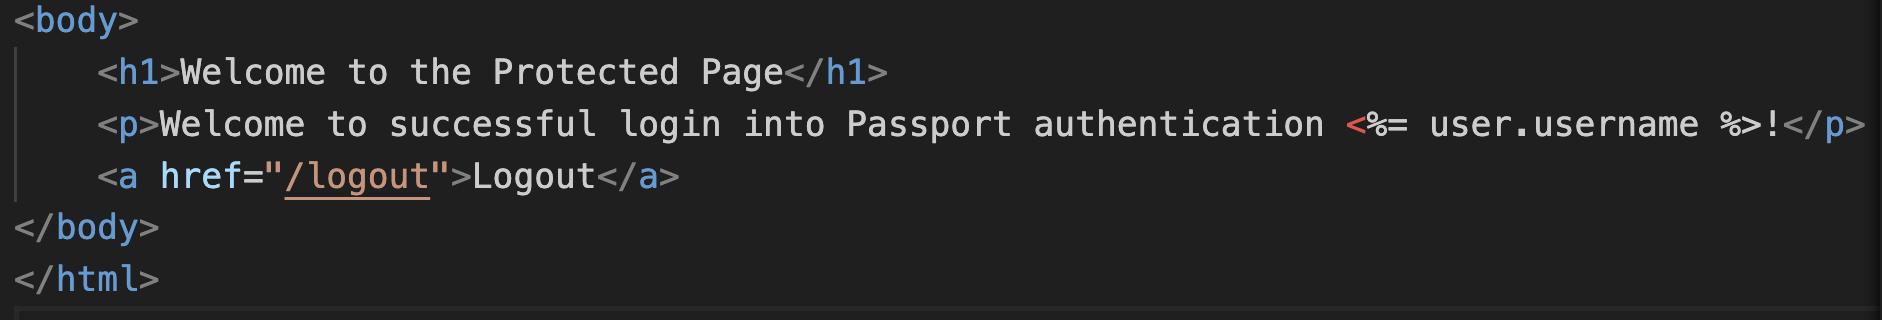 <body>
<h1>Welcome to the Protected Page</h1>
<p>Welcome to successful login into Passport authentication <%= user.username %>!</p>
<a href="/logout">Logout</a>
</body>
</html>